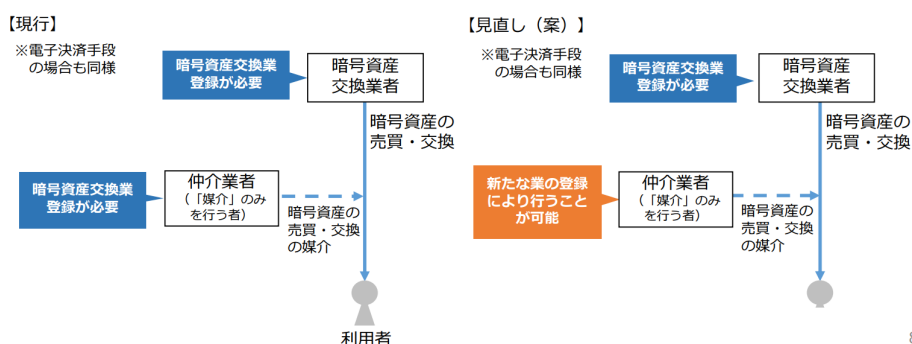 【現行】
※電子決済手段
の場合も同様
暗号資産交換業
登録が必要
暗号資産
交換業者
暗号資産の
売買・交換
暗号資産交換業
登録が必要
仲介業者
（「媒介」のみ
を行う者）
暗号資産の
売買・交換
の媒介
利用者
【見直し（案）】
※電子決済手段
の場合も同様
暗号資産交換業
登録が必要
暗号資産
交換業者
暗号資産の
売買・交換
新たな業の登録
により行うこと
が可能
仲介業者
（「媒介」のみ
を行う者）
暗号資産の
売買・交換
の媒介